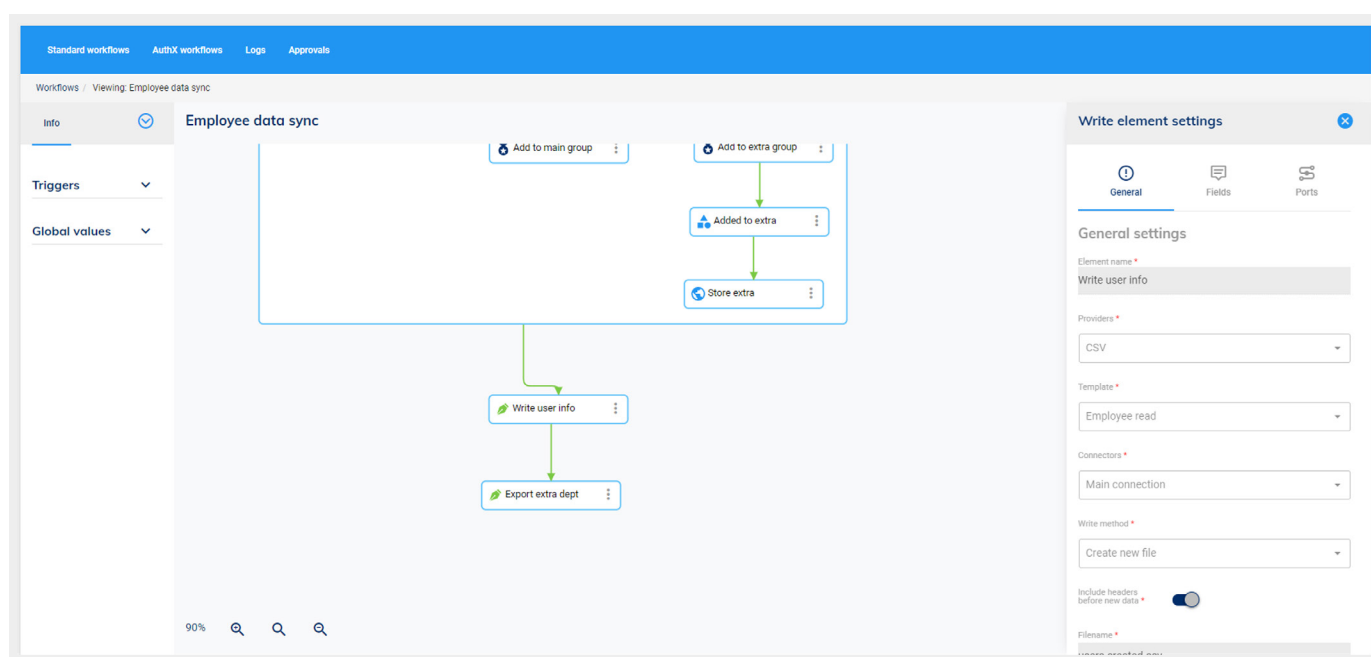 Standard workflows AuthX workflows Logs Approvals
Workflows / Viewing: Employee data sync
Info
Employee data sync
Write element settings
Add to main group
Add to extra group
General
Fields
Ports
Triggers
Added to extra
Global values
General settings
Element name *
Write user info
Store extra
Providers *
CSV
Template *
Write user info
Employee read
Connectors *
Main connection
Export extra dept
Write method *
Create new file
Include headers
before new data *
90%
Filename *